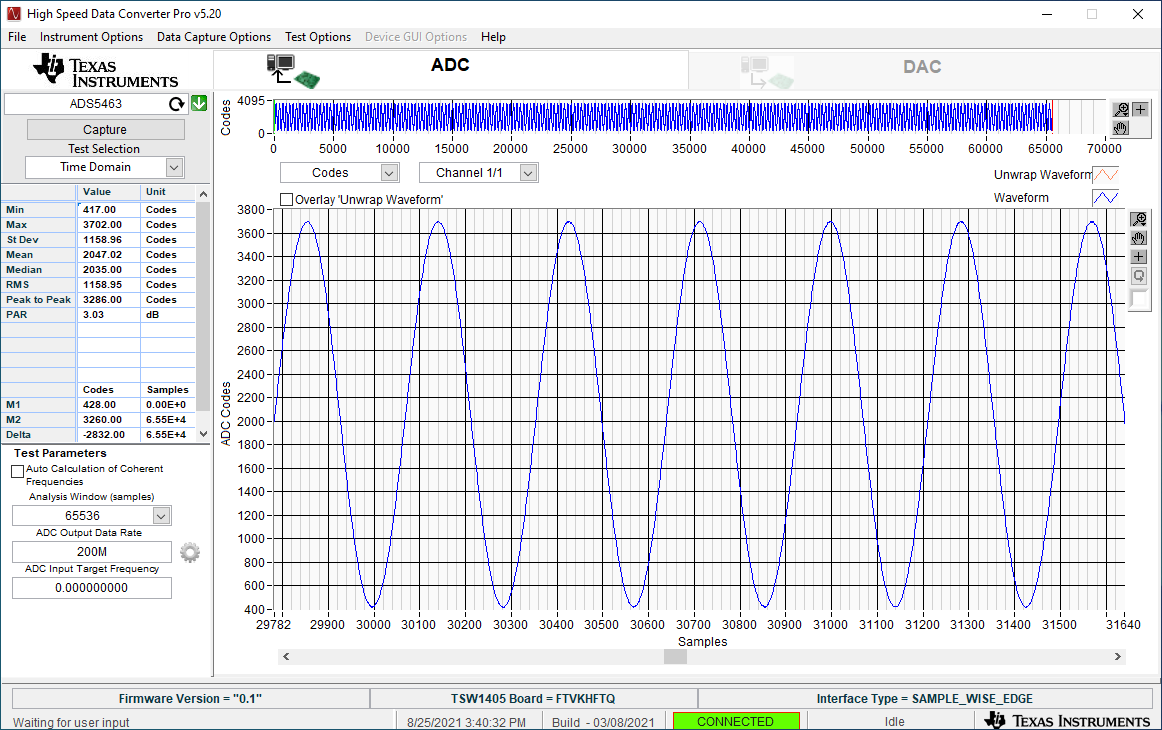 High Speed Data Converter Pro v5.20
File Instrument Options Data Capture Options Test Options Device GUI Options Help
TEXAS INSTRUMENTS
ADC
DAC
ADS5463
Capture
Test Selection
Time Domain
Value Unit
Min 417.00 Codes
Max 3702.00 Codes
St Dev 1158.96 Codes
Mean 2047.02 Codes
Median 2035.00 Codes
RMS 1158.95 Codes
Peak to Peak 3286.00 Codes
PAR 3.03 dB
Codes Samples
M1 428.00 0.00E+0
M2 3260.00 6.55E+4
Delta -2832.00 6.55E+4
Test Parameters
Auto Calculation of Coherent
Frequencies
Analysis Window (samples)
65536
ADC Output Data Rate
200M
ADC Input Target Frequency
0.000000000
Codes
4095
0
0 5000 10000 15000 20000 25000 30000 35000 40000 45000 50000 55000 60000 65000 70000
Codes Channel 1/1
Unwrap Waveform
Waveform
Overlay 'Unwrap Waveform'
ADC Codes
3800
3600
3400
3200
3000
2800
2600
2400
2200
2000
1800
1600
1400
1200
1000
800
600
400
29782 29900 30000 30100 30200 30300 30400 30500 30600 30700 30800 30900 31000 31100 31200 31300 31400 31500 31640
Samples
Firmware Version = "0.1" TSW1405 Board = FTVKHFTQ Interface Type = SAMPLE_WISE_EDGE
Waiting for user input 8/25/2021 3:40:32 PM Build - 03/08/2021 CONNECTED Idle TEXAS INSTRUMENTS